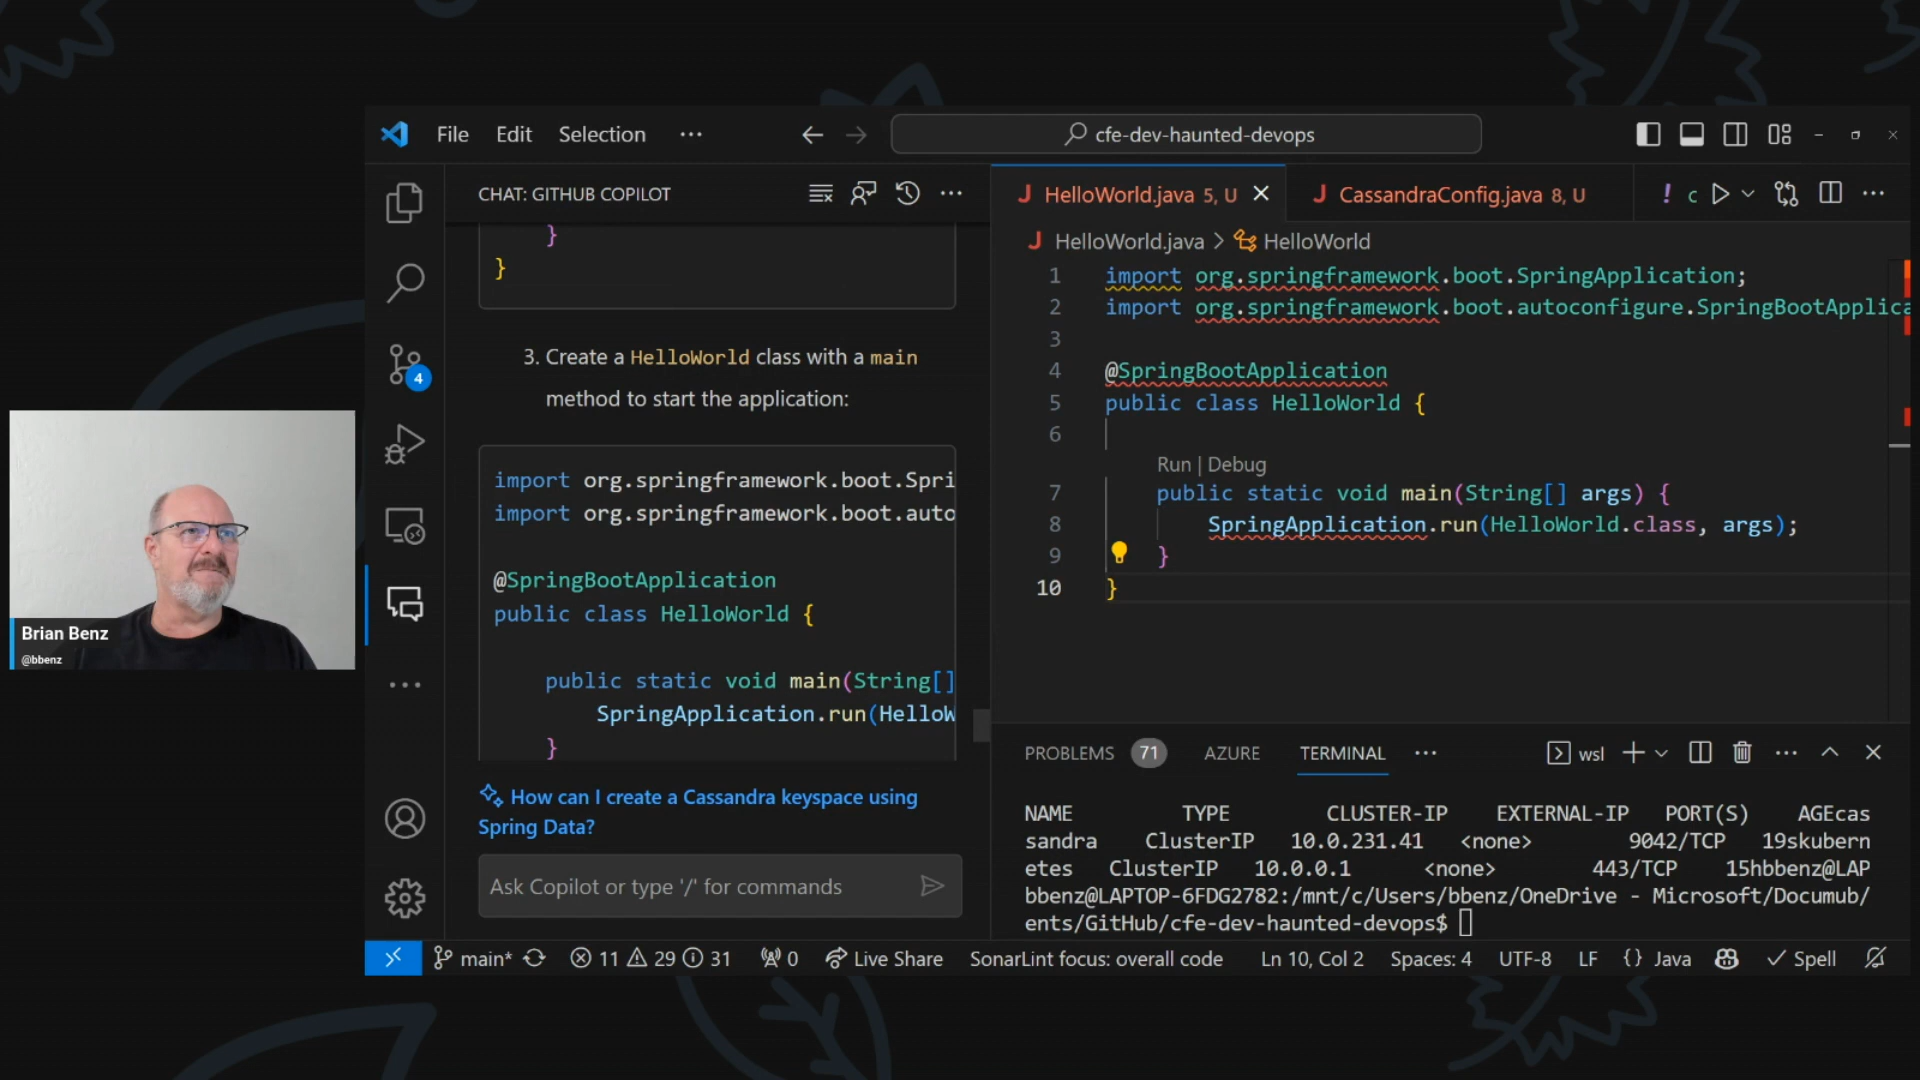 File Edit Selection ···
cfe-dev-haunted-devops
CHAT: GITHUB COPILOT
}
}
3. Create a HelloWorld class with a main
method to start the application:
import org.springframework.boot.Spri
import org.springframework.boot.auto
@SpringBootApplication
public class HelloWorld {
public static void main(String[]
SpringApplication.run(HelloW
}
How can I create a Cassandra keyspace using
Spring Data?
Ask Copilot or type '/' for commands
4
Brian Benz
@bbenz
J HelloWorld.java 5, U
J CassandraConfig.java 8, U
! c
J HelloWorld.java > HelloWorld
1 import org.springframework.boot.SpringApplication;
2 import org.springframework.boot.autoconfigure.SpringBootApplica
3
4 @SpringBootApplication
5 public class HelloWorld {
6
Run | Debug
7 public static void main(String[] args) {
8 SpringApplication.run(HelloWorld.class, args);
9 }
10 }
PROBLEMS 71 AZURE TERMINAL ··· wsl
NAME TYPE CLUSTER-IP EXTERNAL-IP PORT(S) AGEcas
sandra ClusterIP 10.0.231.41 <none> 9042/TCP 19skubern
etes ClusterIP 10.0.0.1 <none> 443/TCP 15hbbenz@LAP
bbenz@LAPTOP-6FDG2782:/mnt/c/Users/bbenz/OneDrive - Microsoft/Documub/
ents/GitHub/cfe-dev-haunted-devops$
main* 11 29 31 0 Live Share SonarLint focus: overall code Ln 10, Col 2 Spaces: 4 UTF-8 LF {} Java Spell